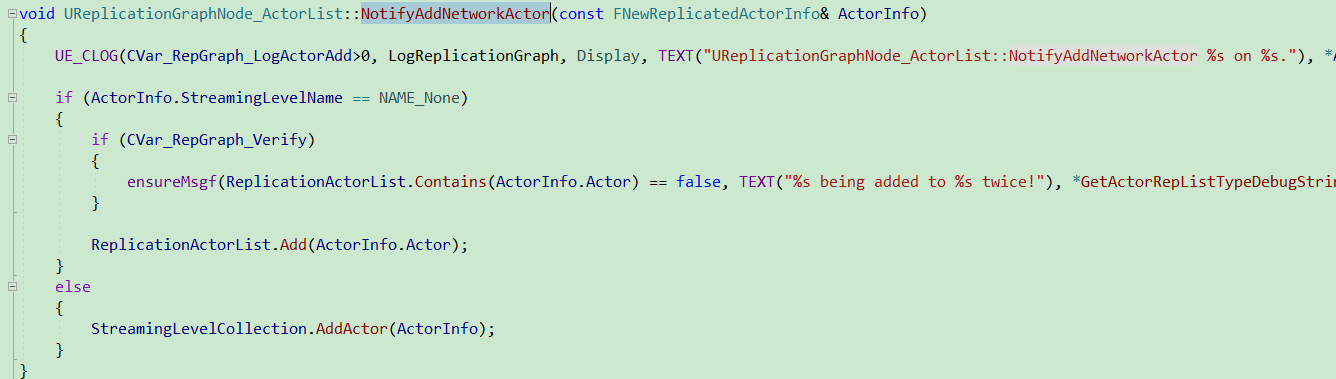 void UReplicationGraphNode_ActorList::NotifyAddNetworkActor(const FNewReplicatedActorInfo& ActorInfo)
{
    UE_CLOG(CVar_RepGraph_LogActorAdd>0, LogReplicationGraph, Display, TEXT("UReplicationGraphNode_ActorList::NotifyAddNetworkActor %s on %s."), *
    if (ActorInfo.StreamingLevelName == NAME_None)
    {
        if (CVar_RepGraph_Verify)
        {
            ensureMsgf(ReplicationActorList.Contains(ActorInfo.Actor) == false, TEXT("%s being added to %s twice!"), *GetActorRepListTypeDebugStrin
        }
        ReplicationActorList.Add(ActorInfo.Actor);
    }
    else
    {
        StreamingLevelCollection.AddActor(ActorInfo);
    }
}